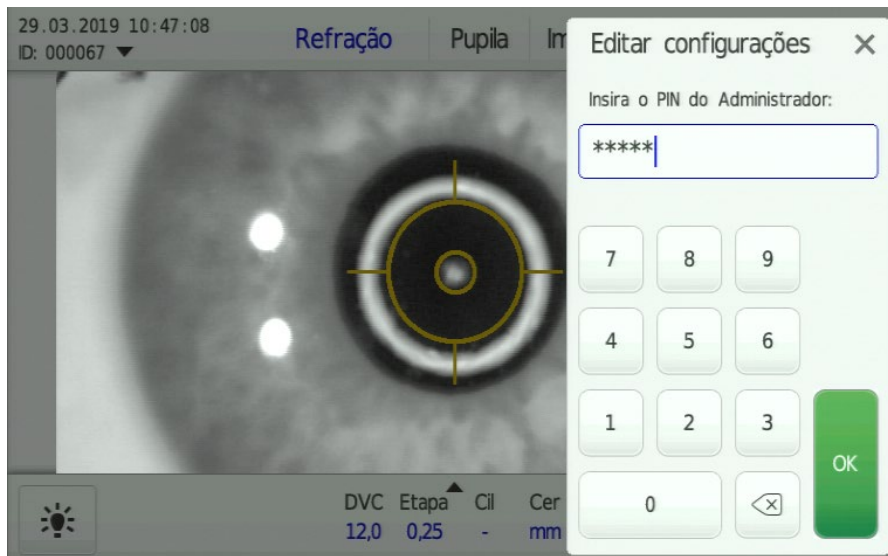 29.03.2019 10:47:08
ID: 000067
Refração Pupila
Editar configurações
Insira o PIN do Administrador:
*****
7 8 9
4 5 6
1 2 3
0
OK
DVC Etapa Cil Cer
12,0 0,25 - mm